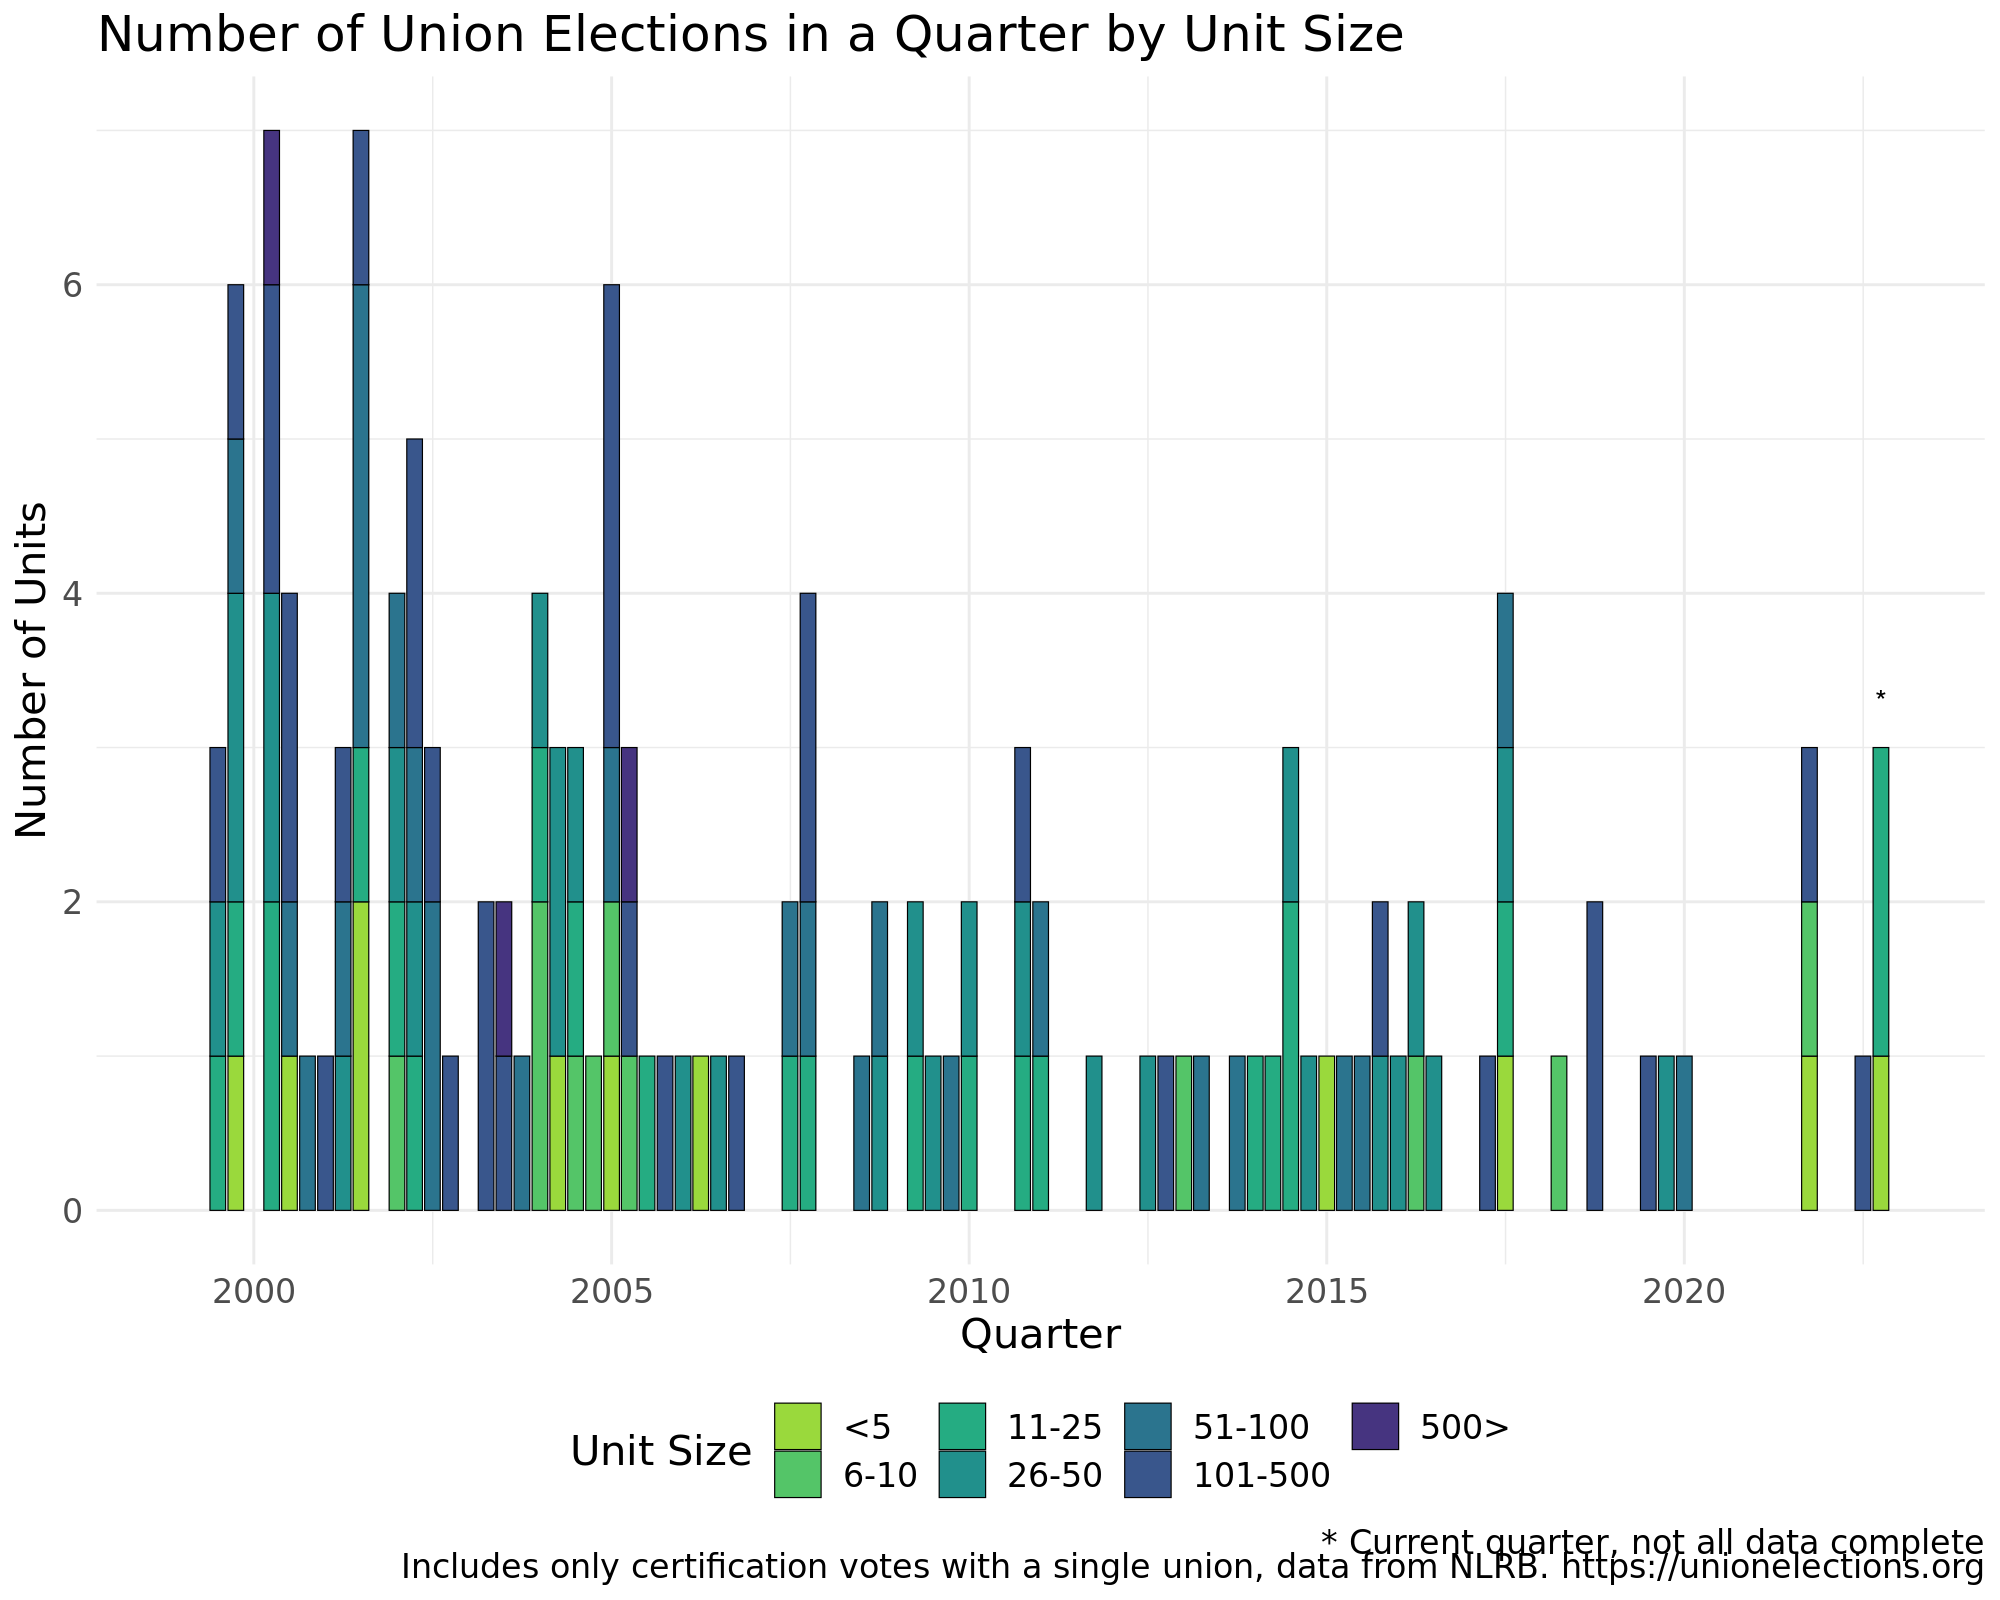 Number of Union Elections in a Quarter by Unit Size
Number of Units
6
4
2
0
*
2000 2005 2010 2015 2020
Quarter
Unit Size
<5 11-25 51-100 500>
6-10 26-50 101-500
* Current quarter, not all data complete
Includes only certification votes with a single union, data from NLRB. https://unionelections.org